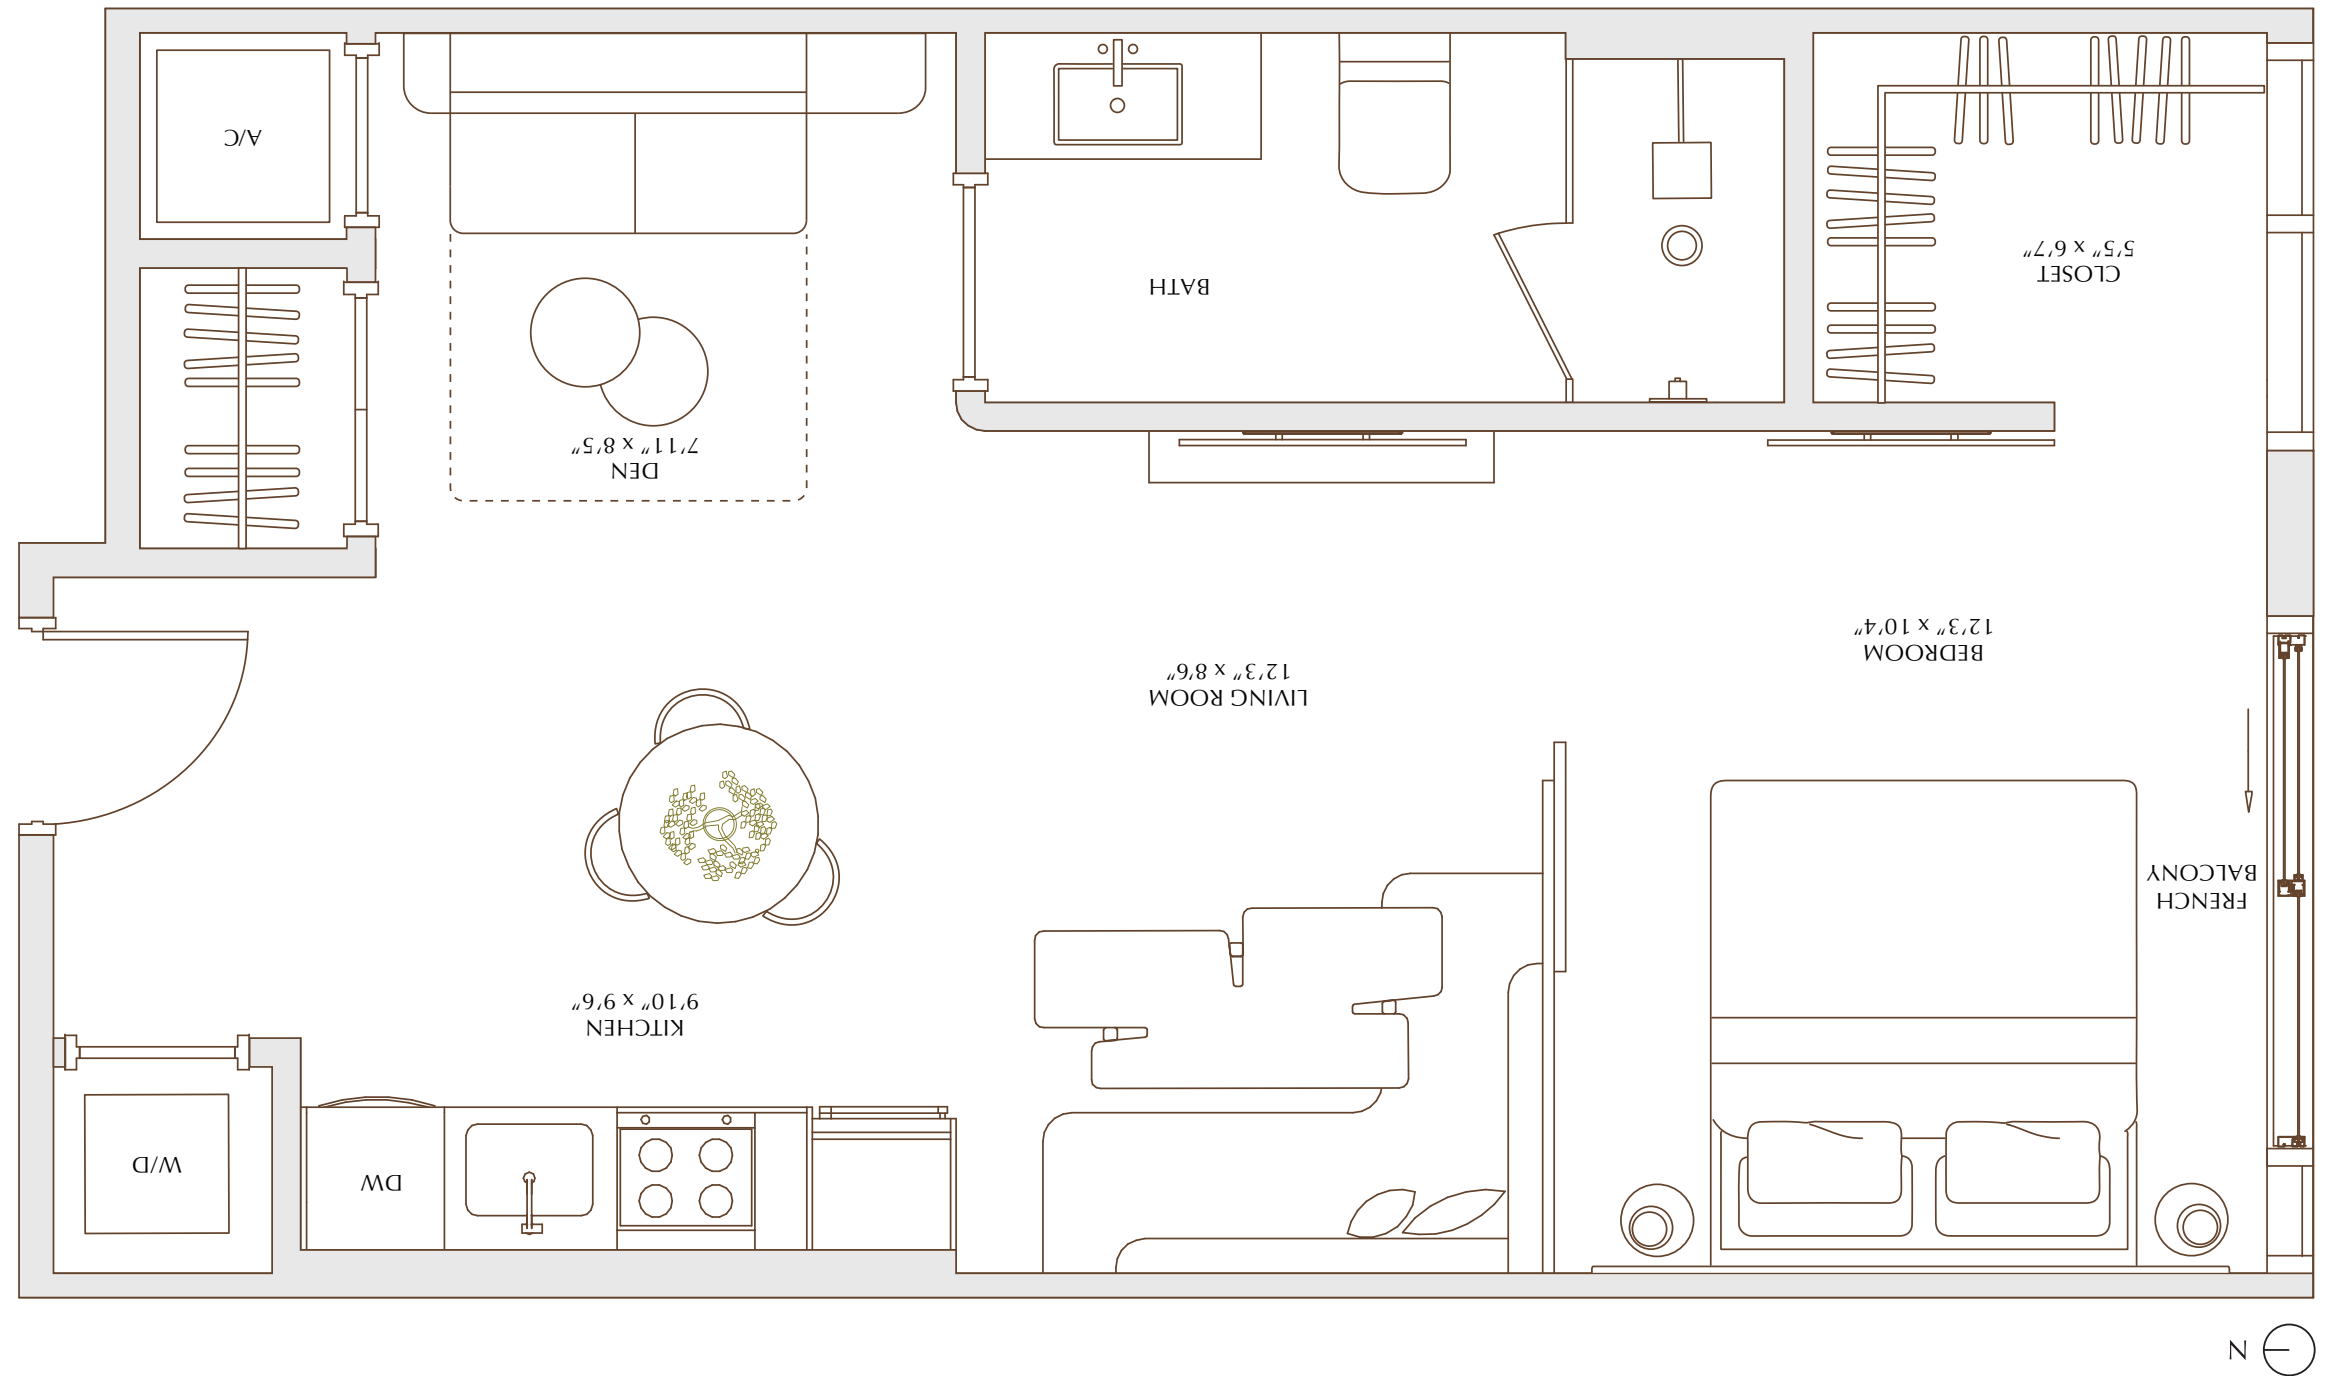 N
DW
W/D
KITCHEN
9'10" x 9'6"
FRENCH
BALCONY
LIVING ROOM
12'3" x 8'6"
BEDROOM
12'3" x 10'4"
DEN
7'11" x 8'5"
BATH
CLOSET
5'5" x 6'7"
A/C